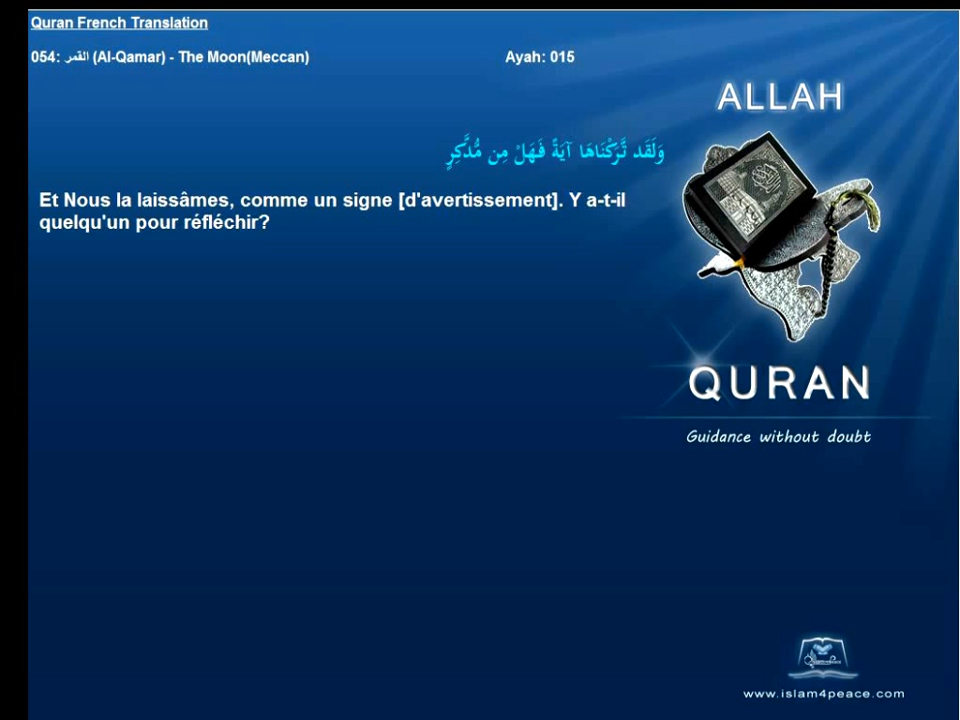 Quran French Translation
054: القمر (Al-Qamar) - The Moon(Meccan) Ayah: 015
ALLAH
وَلَقَد تَّرَكْنَاهَا آيَةً فَهَلْ مِن مُّدَّكِرٍ
Et Nous la laissâmes, comme un signe [d'avertissement]. Y a-t-il
quelqu'un pour réfléchir?
QURAN
Guidance without doubt
www.islam4peace.com